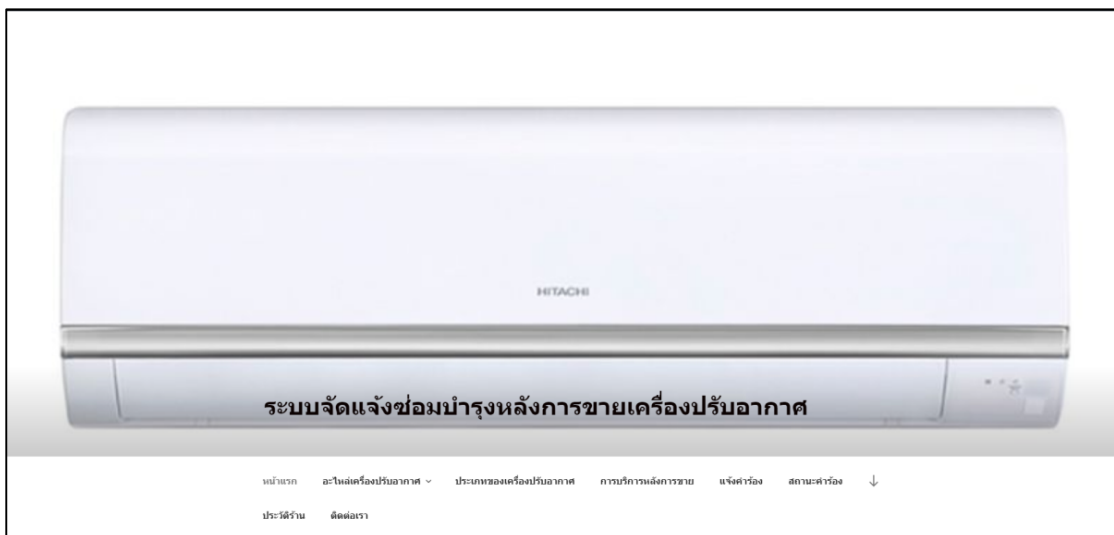 HITACHI
ระบบจัดแจ้งซ่อมบำรุงหลังการขายเครื่องปรับอากาศ
หน้าแรก อะไหล่เครื่องปรับอากาศ ประเภทของเครื่องปรับอากาศ การบริการหลังการขาย แจ้งคำร้อง สถานะคำร้อง
ประวัติร้าน ติดต่อเรา